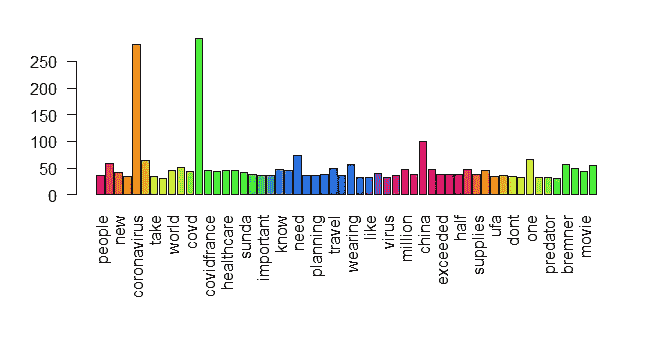 250
200
150
100
50
0
people
new
coronavirus
take
world
covd
covidfrance
healthcare
sunda
important
know
need
planning
travel
wearing
like
virus
million
china
exceeded
half
supplies
ufa
dont
one
predator
bremner
movie